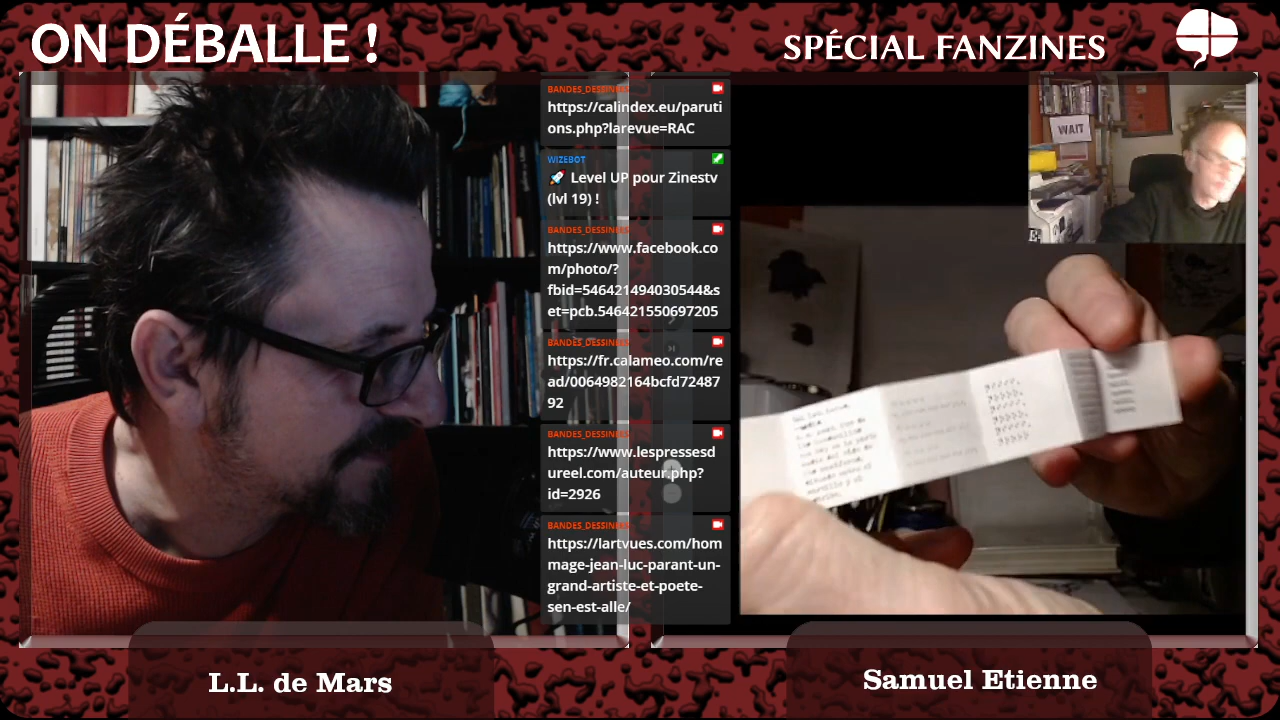 ON DÉBALLE !
SPÉCIAL FANZINES
BANDES_DESSINEES
https://calindex.eu/paruti
ons.php?larevue=RAC
WIZEBOT
🚀 Level UP pour Zinestv
(lvl 19) !
BANDES_DESSINEES
https://www.facebook.co
m/photo/?
fbid=546421494030544&s
et=pcb.546421550697205
BANDES_DESSINEES
https://fr.calameo.com/re
ad/0064982164bcfd72487
92
BANDES_DESSINEES
https://www.lespressesd
ureel.com/auteur.php?
id=2926
BANDES_DESSINEES
https://lartvues.com/hom
mage-jean-luc-parant-un-
grand-artiste-et-poete-
sen-est-alle/
WAIT
L.L. de Mars
Samuel Etienne